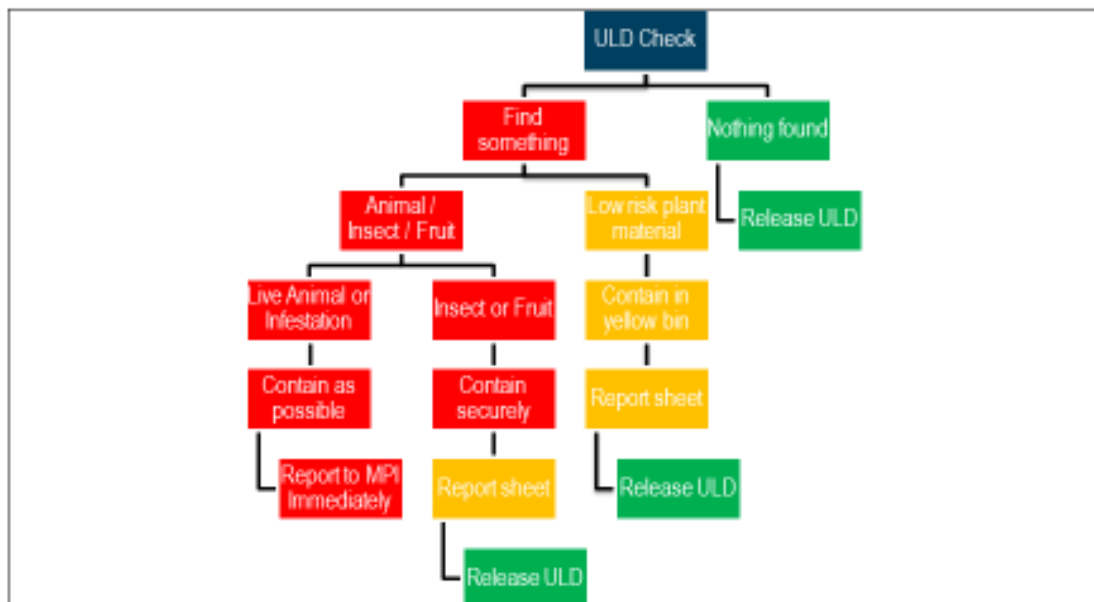 ULD Check
Find
something
Nothing found
Animal /
Insect / Fruit
Low risk plant
material
Release ULD
Live Animal or
Infestation
Insect or Fruit
Contain in
yellow bin
Contain as
possible
Contain
securely
Report sheet
Report to MPI
Immediately
Report sheet
Release ULD
Release ULD